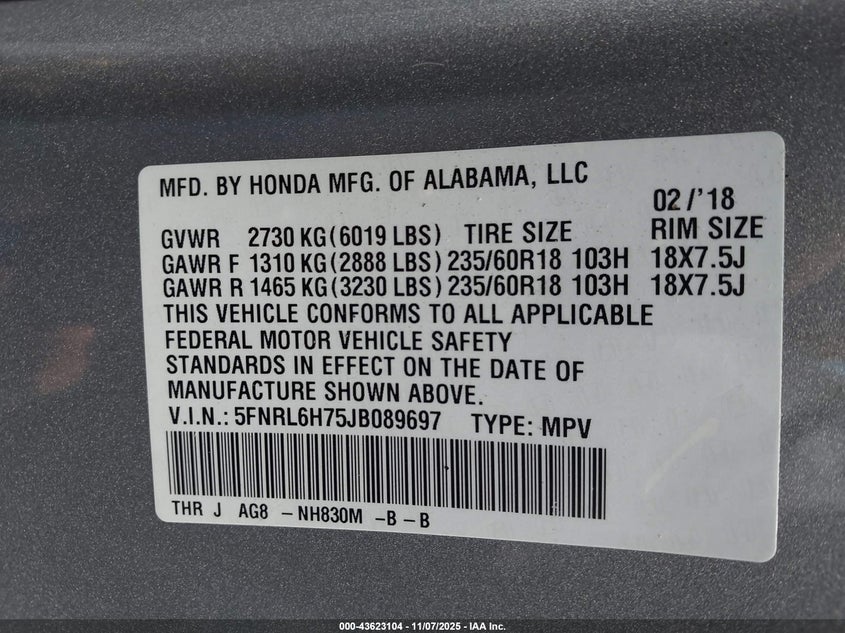 MFD. BY HONDA MFG. OF ALABAMA, LLC
02/'18
GVWR 2730 KG(6019 LBS) TIRE SIZE RIM SIZE
GAWR F 1310 KG(2888 LBS) 235/60R18 103H 18X7.5J
GAWR R 1465 KG(3230 LBS) 235/60R18 103H 18X7.5J
THIS VEHICLE CONFORMS TO ALL APPLICABLE
FEDERAL MOTOR VEHICLE SAFETY
STANDARDS IN EFFECT ON THE DATE OF
MANUFACTURE SHOWN ABOVE.
V.I.N.: 5FNRL6H75JB089697 TYPE: MPV
THR J AG8 - NH830M -B - B
000-43623104 - 11/07/2025 - IAA Inc.